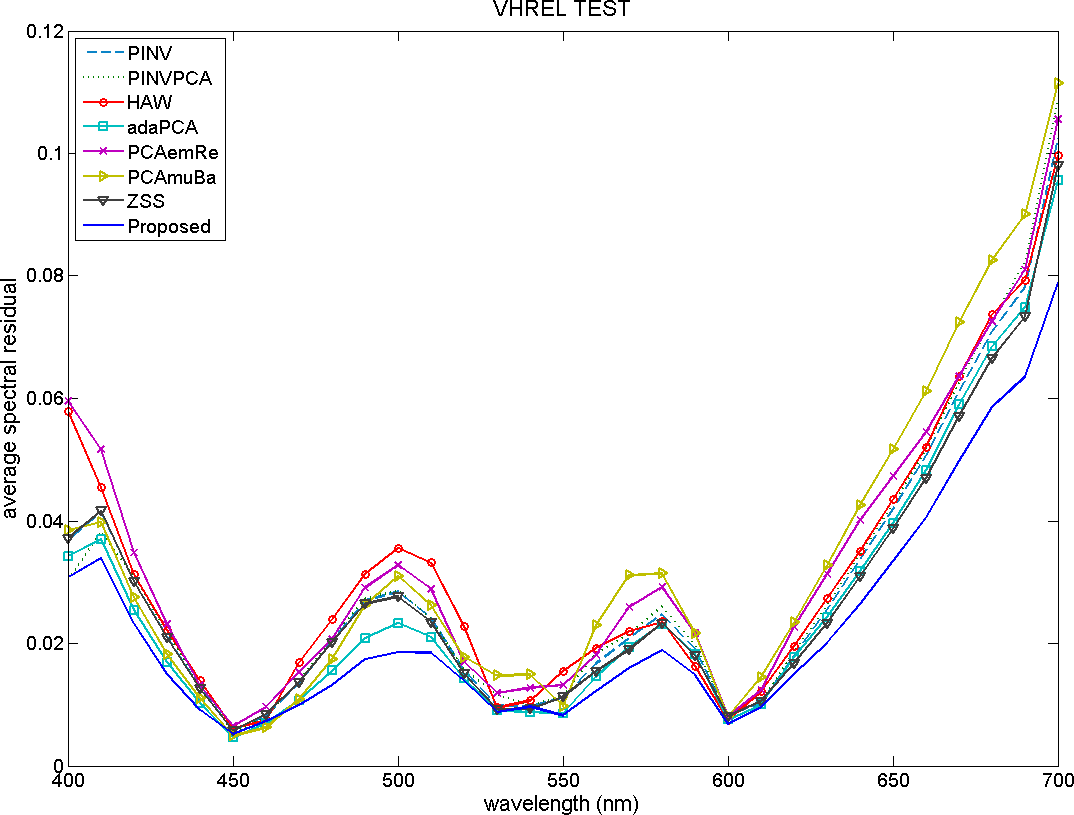 VHREL TEST
0.12
0.1
0.08
0.06
0.04
0.02
0
average spectral residual
PINV
PINVPCA
HAW
adaPCA
PCAemRe
PCAmuBa
ZSS
Proposed
400
450
500
550
600
650
700
wavelength (nm)